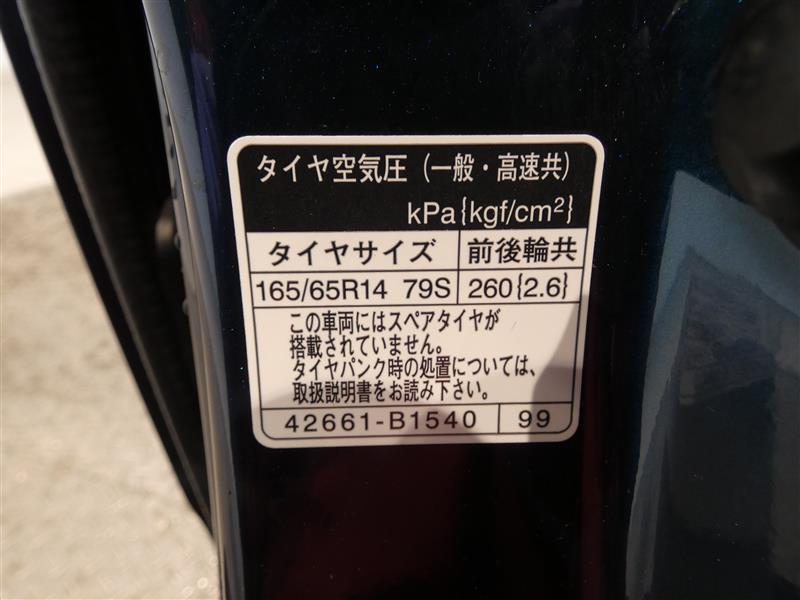 タイヤ空気圧（一般・高速共）
kPa{kgf/cm²}
タイヤサイズ 前後輪共
165/65R14 79S 260{2.6}
この車両にはスペアタイヤが
搭載されていません。
タイヤパンク時の処置については、
取扱説明書をお読み下さい。
42661-B1540 99